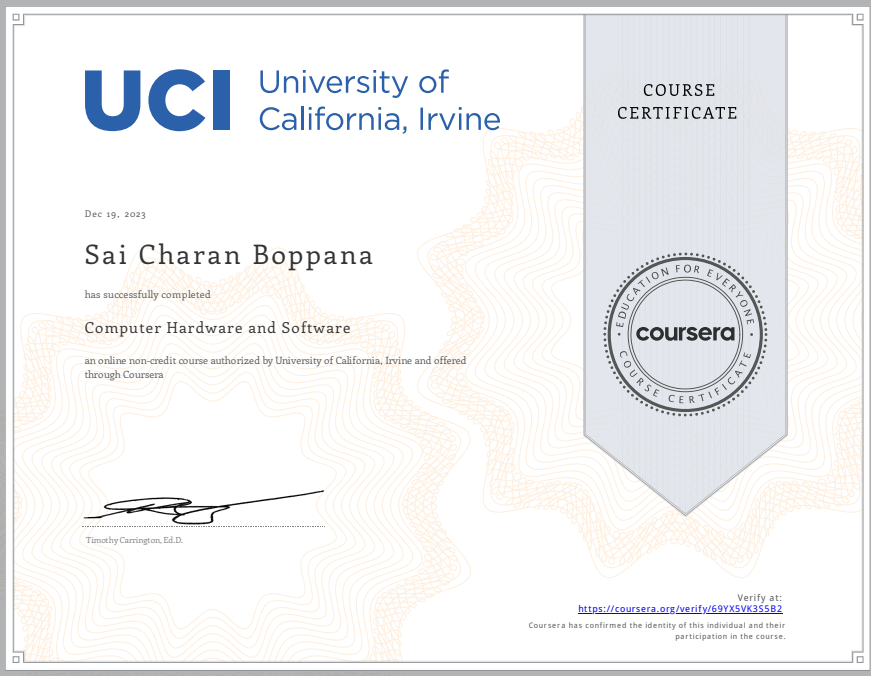 UCI University of
California, Irvine
COURSE
CERTIFICATE
Dec 19, 2023
Sai Charan Boppana
has successfully completed
Computer Hardware and Software
an online non-credit course authorized by University of California, Irvine and offered
through Coursera
EDUCATION FOR EVERYONE
coursera
COURSE CERTIFICATE
Timothy Carrington, Ed.D.
Verify at:
https://coursera.org/verify/69YX5VK3S5B2
Coursera has confirmed the identity of this individual and their
participation in the course.